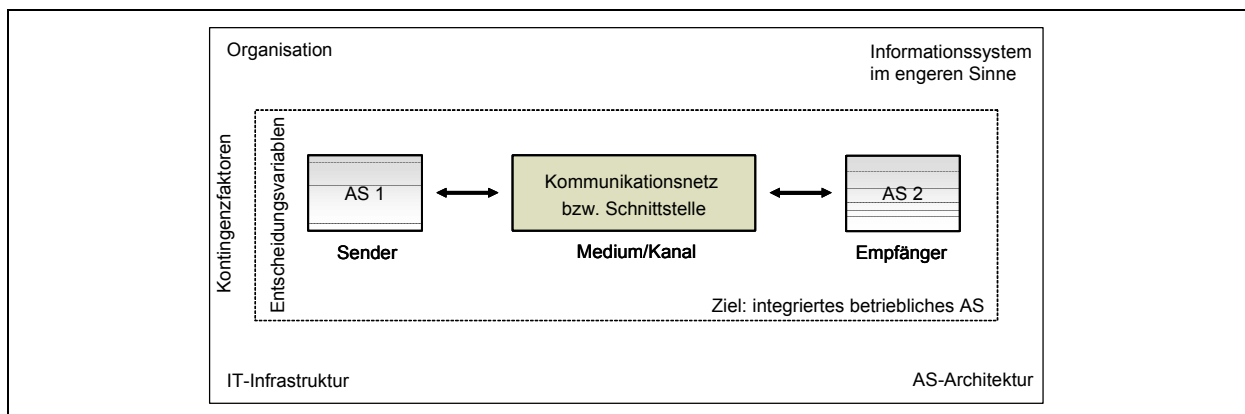 Organisation
Informationssystem
im engeren Sinne
Kontingenzfaktoren
Entscheidungsvariablen
AS 1
Kommunikationsnetz
bzw. Schnittstelle
AS 2
Sender
Medium/Kanal
Empfänger
Ziel: integriertes betriebliches AS
IT-Infrastruktur
AS-Architektur